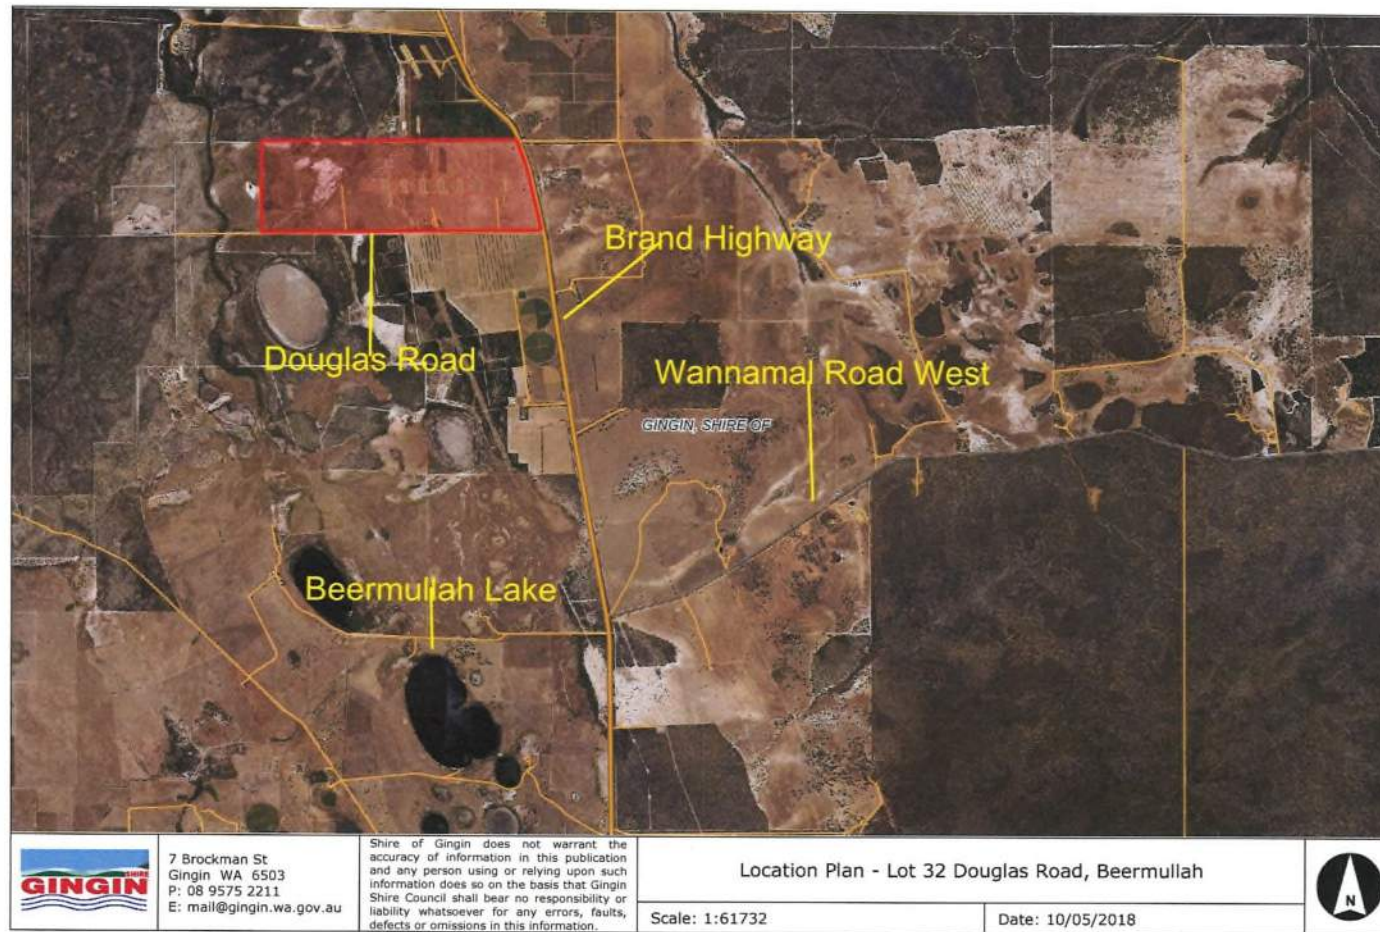 Brand Highway
Douglas Road
Wannamal Road West
GINGIN, SHIRE OF
Beermullah Lake
SHIRE
GINGIN
7 Brockman St
Gingin WA 6503
P: 08 9575 2211
E: mail@gingin.wa.gov.au
Shire of Gingin does not warrant the
accuracy of information in this publication
and any person using or relying upon such
information does so on the basis that Gingin
Shire Council shall bear no responsibility or
liability whatsoever for any errors, faults,
defects or omissions in this information.
Location Plan - Lot 32 Douglas Road, Beermullah
Scale: 1:61732
Date: 10/05/2018
N